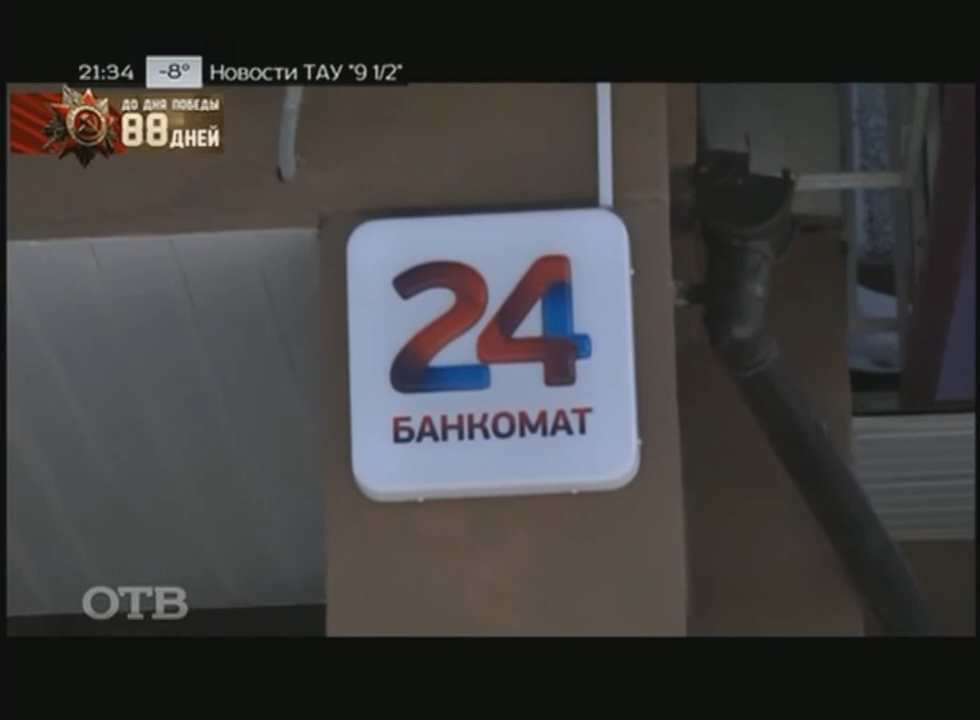 21:34 -8° Новости ТАУ "9 1/2"
ДО ДНЯ ПОБЕДЫ
88 ДНЕЙ
24
БАНКОМАТ
ОТВ